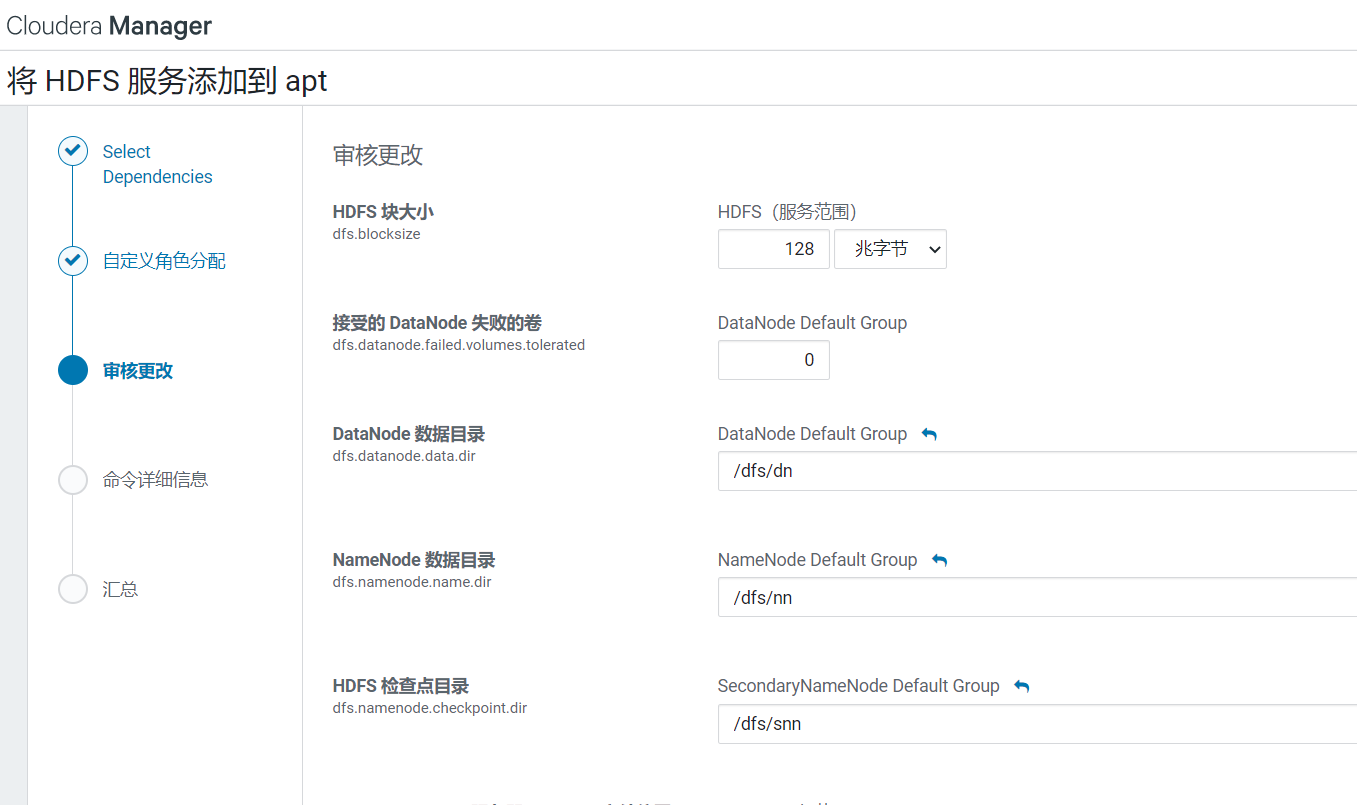 Cloudera Manager
将 HDFS 服务添加到 apt
Select
Dependencies
自定义角色分配
审核更改
命令详细信息
汇总
审核更改
HDFS 块大小
dfs.blocksize
HDFS（服务范围）
128 兆字节
接受的 DataNode 失败的卷
dfs.datanode.failed.volumes.tolerated
DataNode Default Group
0
DataNode 数据目录
dfs.datanode.data.dir
DataNode Default Group
/dfs/dn
NameNode 数据目录
dfs.namenode.name.dir
NameNode Default Group
/dfs/nn
HDFS 检查点目录
dfs.namenode.checkpoint.dir
SecondaryNameNode Default Group
/dfs/snn